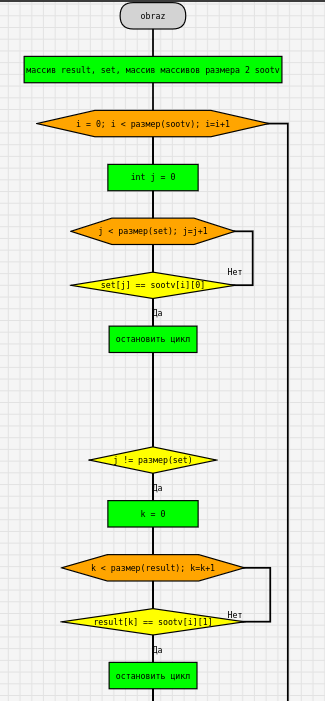 obraz
массив result, set, массив массивов размера 2 sootv
i = 0; i < размер(sootv); i=i+1
int j = 0
j < размер(set); j=j+1
Нет
set[j] == sootv[i][0]
Да
остановить цикл
j != размер(set)
Да
k = 0
k < размер(result); k=k+1
Нет
result[k] == sootv[i][1]
Да
остановить цикл